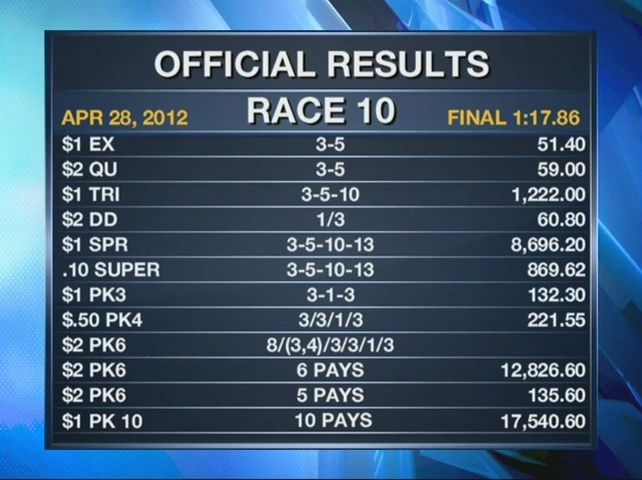 OFFICIAL RESULTS
APR 28, 2012 RACE 10 FINAL 1:17.86
$1 EX 3-5 51.40
$2 QU 3-5 59.00
$1 TRI 3-5-10 1,222.00
$2 DD 1/3 60.80
$1 SPR 3-5-10-13 8,696.20
.10 SUPER 3-5-10-13 869.62
$1 PK3 3-1-3 132.30
$.50 PK4 3/3/1/3 221.55
$2 PK6 8/(3,4)/3/3/1/3
$2 PK6 6 PAYS 12,826.60
$2 PK6 5 PAYS 135.60
$1 PK 10 10 PAYS 17,540.60